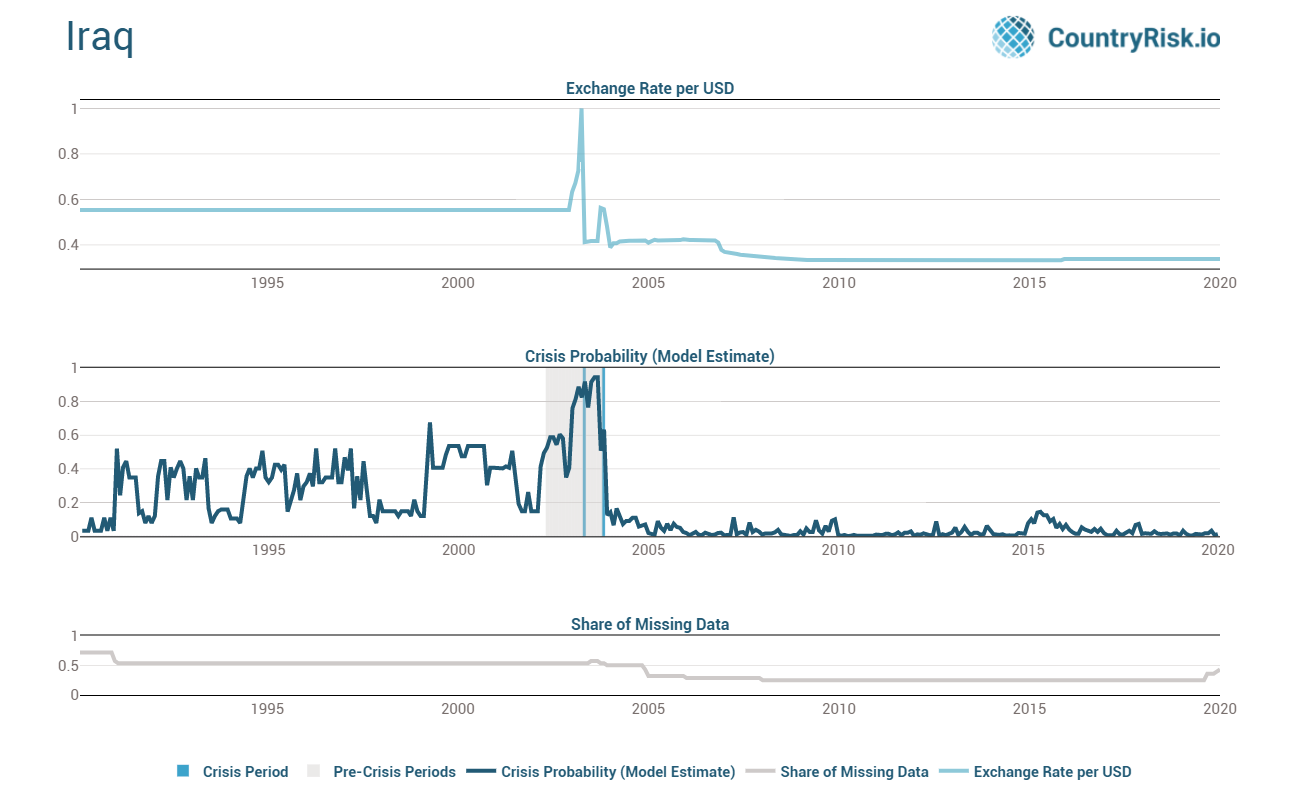 Iraq
CountryRisk.io
Exchange Rate per USD
1
0.8
0.6
0.4
1995 2000 2005 2010 2015 2020
Crisis Probability (Model Estimate)
1
0.8
0.6
0.4
0.2
0
1995 2000 2005 2010 2015 2020
Share of Missing Data
1
0.5
0
1995 2000 2005 2010 2015 2020
Crisis Period Pre-Crisis Periods Crisis Probability (Model Estimate) Share of Missing Data Exchange Rate per USD